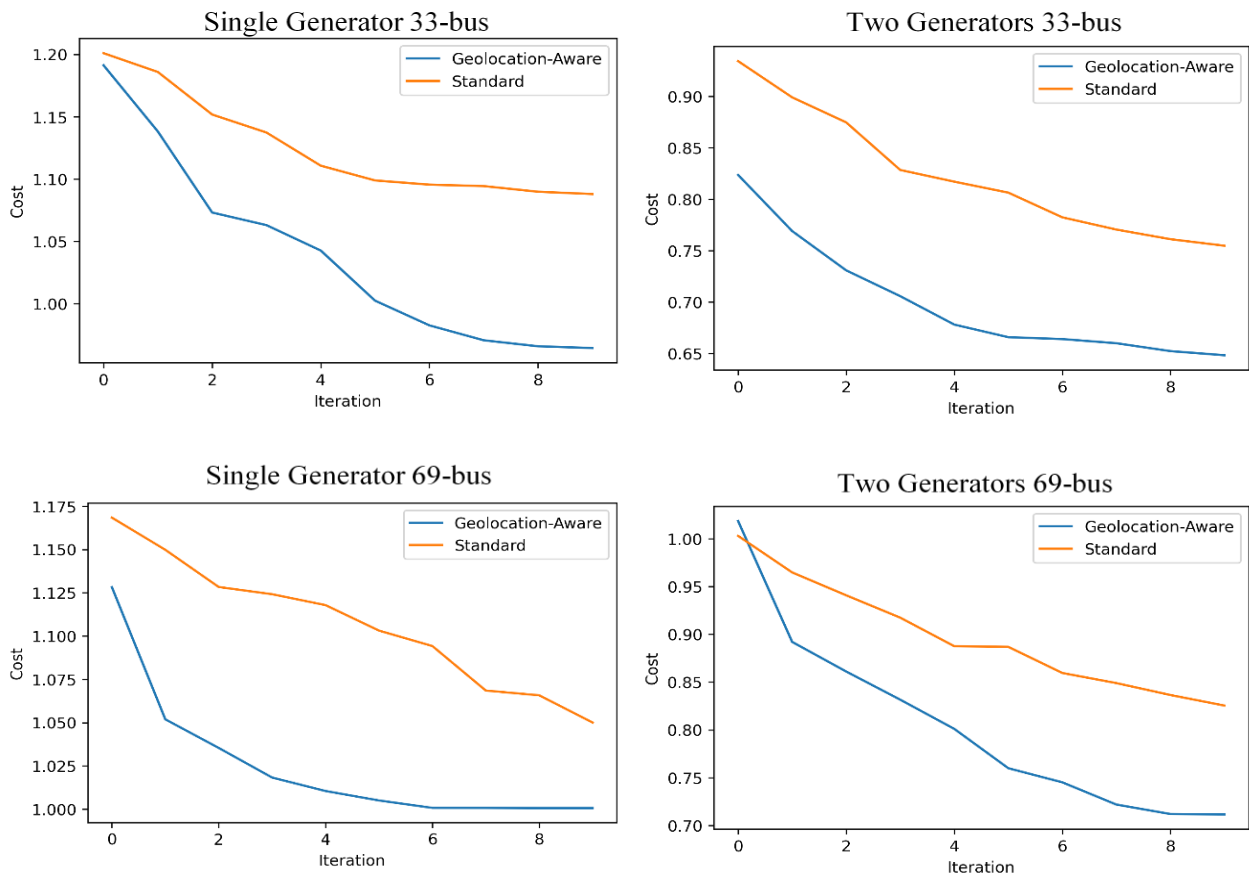 Single Generator 33-bus
1.20
1.15
1.10
1.05
1.00
Cost
Geolocation-Aware
Standard
0 2 4 6 8
Iteration
Two Generators 33-bus
0.90
0.85
0.80
0.75
0.70
0.65
Cost
Geolocation-Aware
Standard
0 2 4 6 8
Iteration
Single Generator 69-bus
1.175
1.150
1.125
1.100
1.075
1.050
1.025
1.000
Cost
Geolocation-Aware
Standard
0 2 4 6 8
Iteration
Two Generators 69-bus
1.00
0.95
0.90
0.85
0.80
0.75
0.70
Cost
Geolocation-Aware
Standard
0 2 4 6 8
Iteration